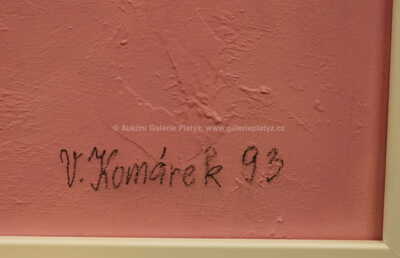 © Aukční Galerie Platýz, www.galerieplatyz.cz
V. Komárek 93